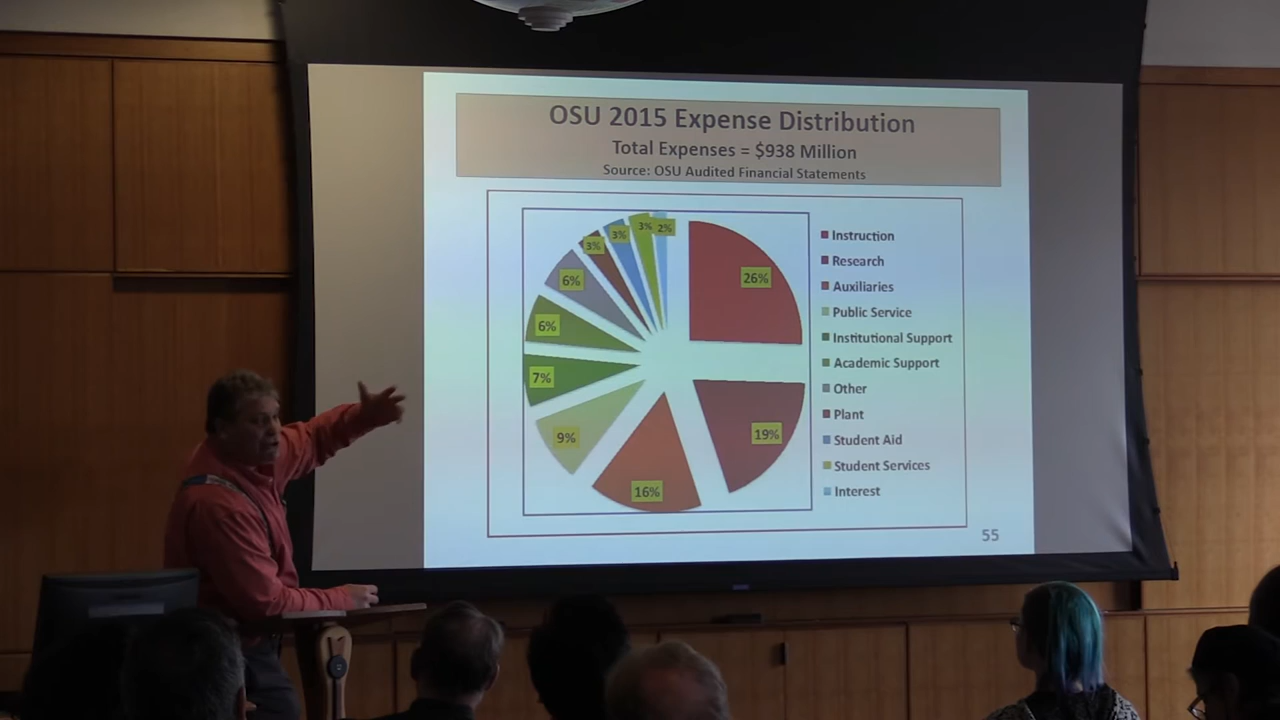 OSU 2015 Expense Distribution
Total Expenses = $938 Million
Source: OSU Audited Financial Statements
3%
3%
3%
2%
6%
26%
6%
7%
9%
19%
16%
Instruction
Research
Auxiliaries
Public Service
Institutional Support
Academic Support
Other
Plant
Student Aid
Student Services
Interest
55